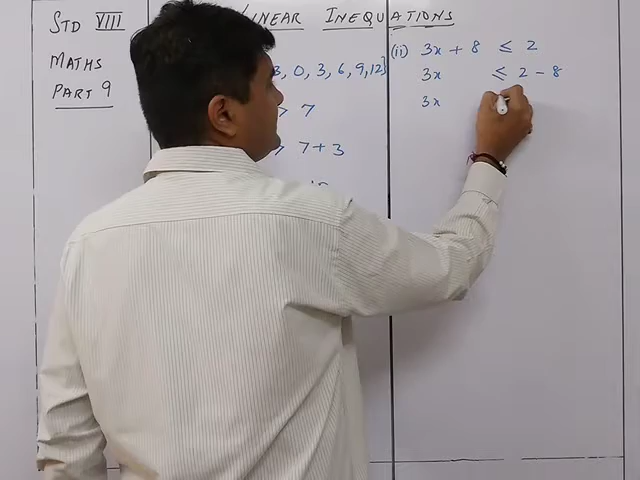 STD VIII
MATHS
PART 9
LINEAR INEQUATIONS
3, 0, 3, 6, 9, 12}
> 7
> 7 + 3
(ii) 3x + 8 ≤ 2
3x ≤ 2 - 8
3x